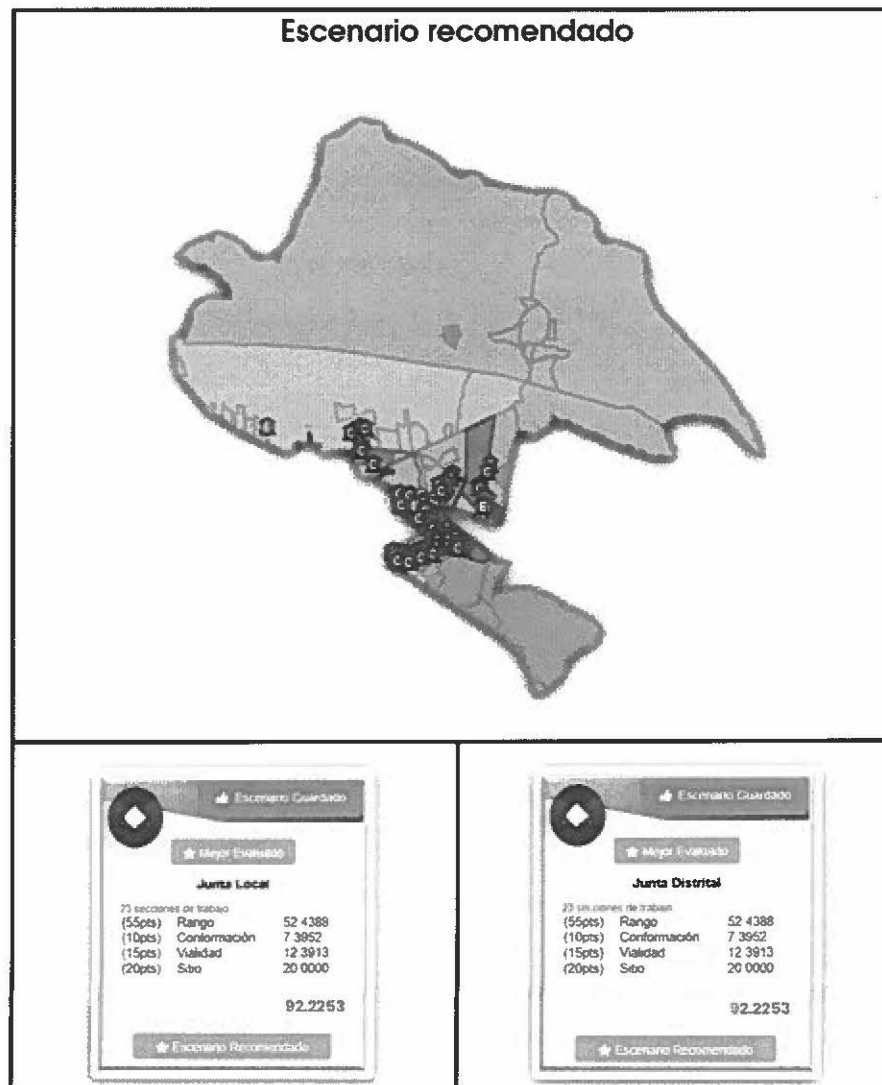 Escenario recomendado
Escenario Guardado
Mejor Evaluado
Junta Local
23 secciones de trabajo
(55pts) Rango 52 4388
(10pts) Conformación 7 3952
(15pts) Vialidad 12 3913
(20pts) Sitio 20 0000
92.2253
Escenario Recomendado
Escenario Guardado
Mejor Evaluado
Junta Distrital
23 secciones de trabajo
(55pts) Rango 52 4388
(10pts) Conformación 7 3952
(15pts) Vialidad 12 3913
(20pts) Sitio 20 0000
92.2253
Escenario Recomendado